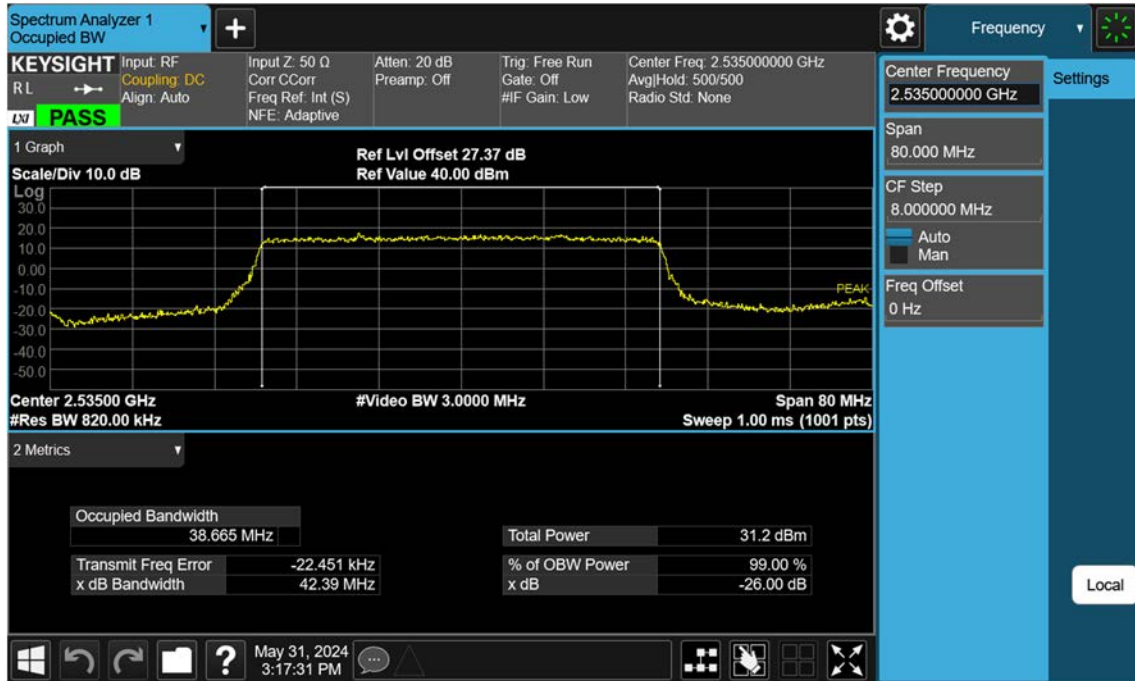 Spectrum Analyzer 1
Occupied BW
+
Frequency
KEYSIGHT
R L
LXI
PASS
Input: RF
Coupling: DC
Align: Auto
Input Z: 50 Ω
Corr CCorr
Freq Ref: Int (S)
NFE: Adaptive
Atten: 20 dB
Preamp: Off
Trig: Free Run
Gate: Off
#IF Gain: Low
Center Freq: 2.535000000 GHz
Avg|Hold: 500/500
Radio Std: None
1 Graph
Scale/Div 10.0 dB
Ref Lvl Offset 27.37 dB
Ref Value 40.00 dBm
Log
30.0
20.0
10.0
0.00
-10.0
-20.0
-30.0
-40.0
-50.0
PEAK
Center 2.53500 GHz
#Video BW 3.0000 MHz
Span 80 MHz
#Res BW 820.00 kHz
Sweep 1.00 ms (1001 pts)
2 Metrics
Occupied Bandwidth
38.665 MHz
Total Power 31.2 dBm
Transmit Freq Error -22.451 kHz
% of OBW Power 99.00 %
x dB Bandwidth 42.39 MHz
x dB -26.00 dB
?
May 31, 2024
3:17:31 PM
Center Frequency
2.535000000 GHz
Settings
Span
80.000 MHz
CF Step
8.000000 MHz
Auto
Man
Freq Offset
0 Hz
Local